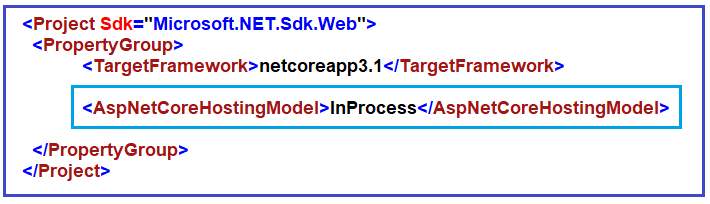 <Project Sdk="Microsoft.NET.Sdk.Web">
<PropertyGroup>
<TargetFramework>netcoreapp3.1</TargetFramework>
<AspNetCoreHostingModel>InProcess</AspNetCoreHostingModel>
</PropertyGroup>
</Project>